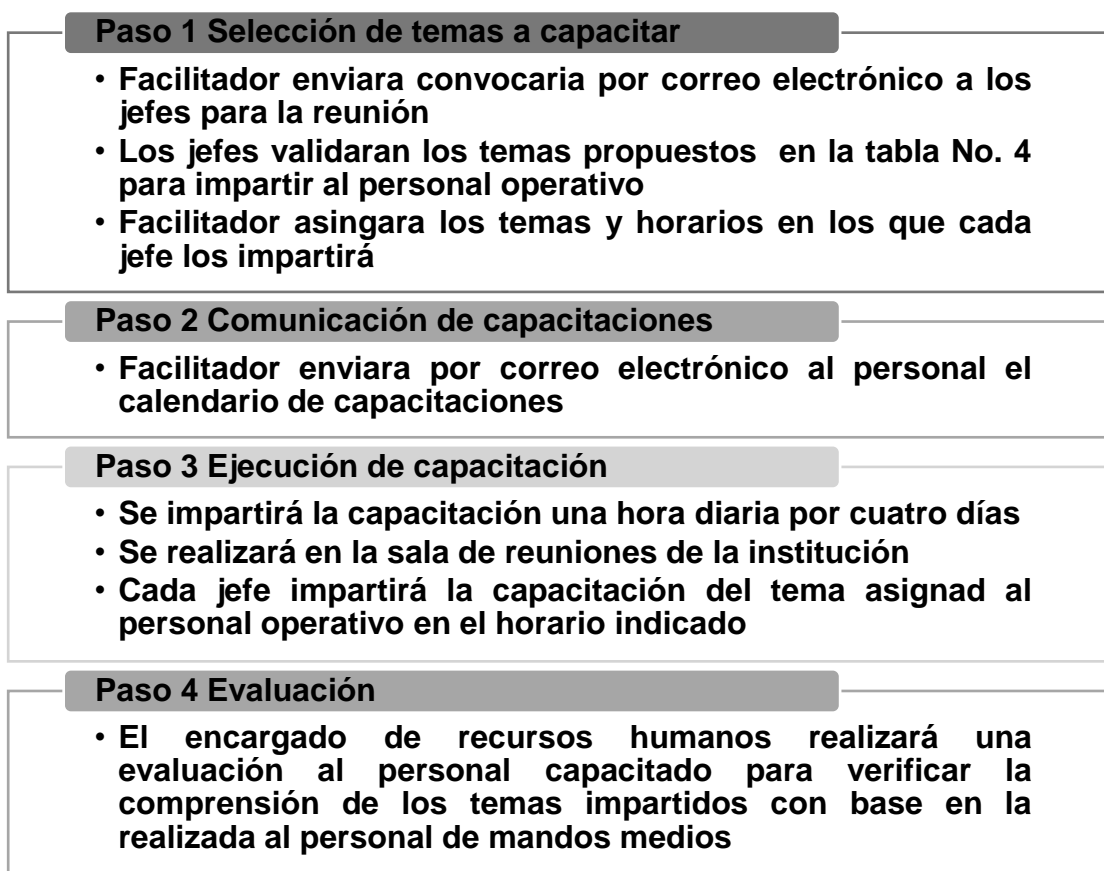 Paso 1 Selección de temas a capacitar
• Facilitador enviara convocaria por correo electrónico a los
jefes para la reunión
• Los jefes validaran los temas propuestos en la tabla No. 4
para impartir al personal operativo
• Facilitador asingara los temas y horarios en los que cada
jefe los impartirá
Paso 2 Comunicación de capacitaciones
• Facilitador enviara por correo electrónico al personal el
calendario de capacitaciones
Paso 3 Ejecución de capacitación
• Se impartirá la capacitación una hora diaria por cuatro días
• Se realizará en la sala de reuniones de la institución
• Cada jefe impartirá la capacitación del tema asignad al
personal operativo en el horario indicado
Paso 4 Evaluación
• El encargado de recursos humanos realizará una
evaluación al personal capacitado para verificar la
comprensión de los temas impartidos con base en la
realizada al personal de mandos medios